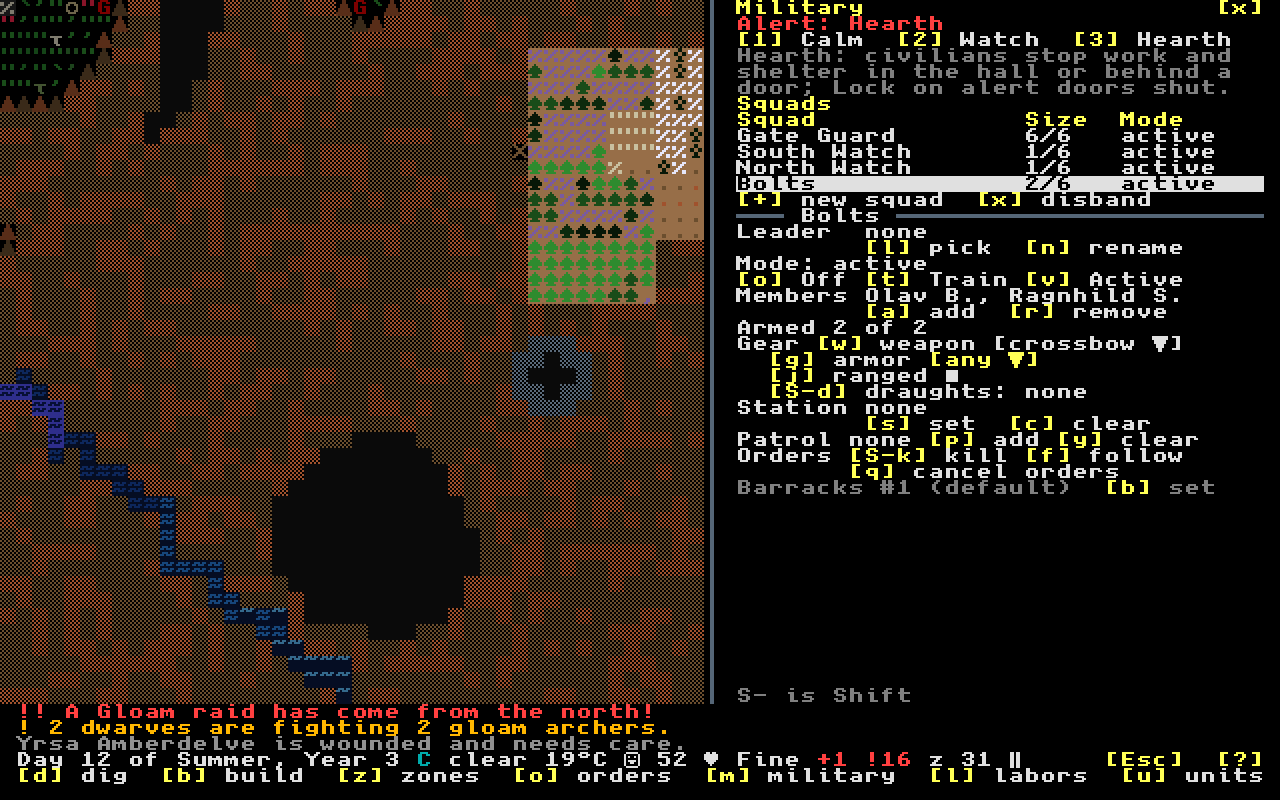 Military [x]
Alert: Hearth
[1] Calm [2] Watch [3] Hearth
Hearth: civilians stop work and
shelter in the hall or behind a
door; Lock on alert doors shut.
Squads
Squad Size Mode
Gate Guard 6/6 active
South Watch 1/6 active
North Watch 1/6 active
Bolts 2/6 active
[+] new squad [x] disband
Bolts
Leader none
[l] pick [n] rename
Mode: active
[o] Off [t] Train [v] Active
Members Olav B., Ragnhild S.
[a] add [r] remove
Armed 2 of 2
Gear [w] weapon [crossbow ▼]
[g] armor [any ▼]
[j] ranged ■
[S-d] draughts: none
Station none
[s] set [c] clear
Patrol none [p] add [y] clear
Orders [S-k] kill [f] follow
[q] cancel orders
Barracks #1 (default) [b] set
S- is Shift
!! A Gloam raid has come from the north!
! 2 dwarves are fighting 2 gloam archers.
Yrsa Amberdelve is wounded and needs care.
Day 12 of Summer, Year 3 C clear 19°C ☺ 52 ♥ Fine +1 !16 z 31 ‖ [Esc] [?]
[d] dig [b] build [z] zones [o] orders [m] military [l] labors [u] units